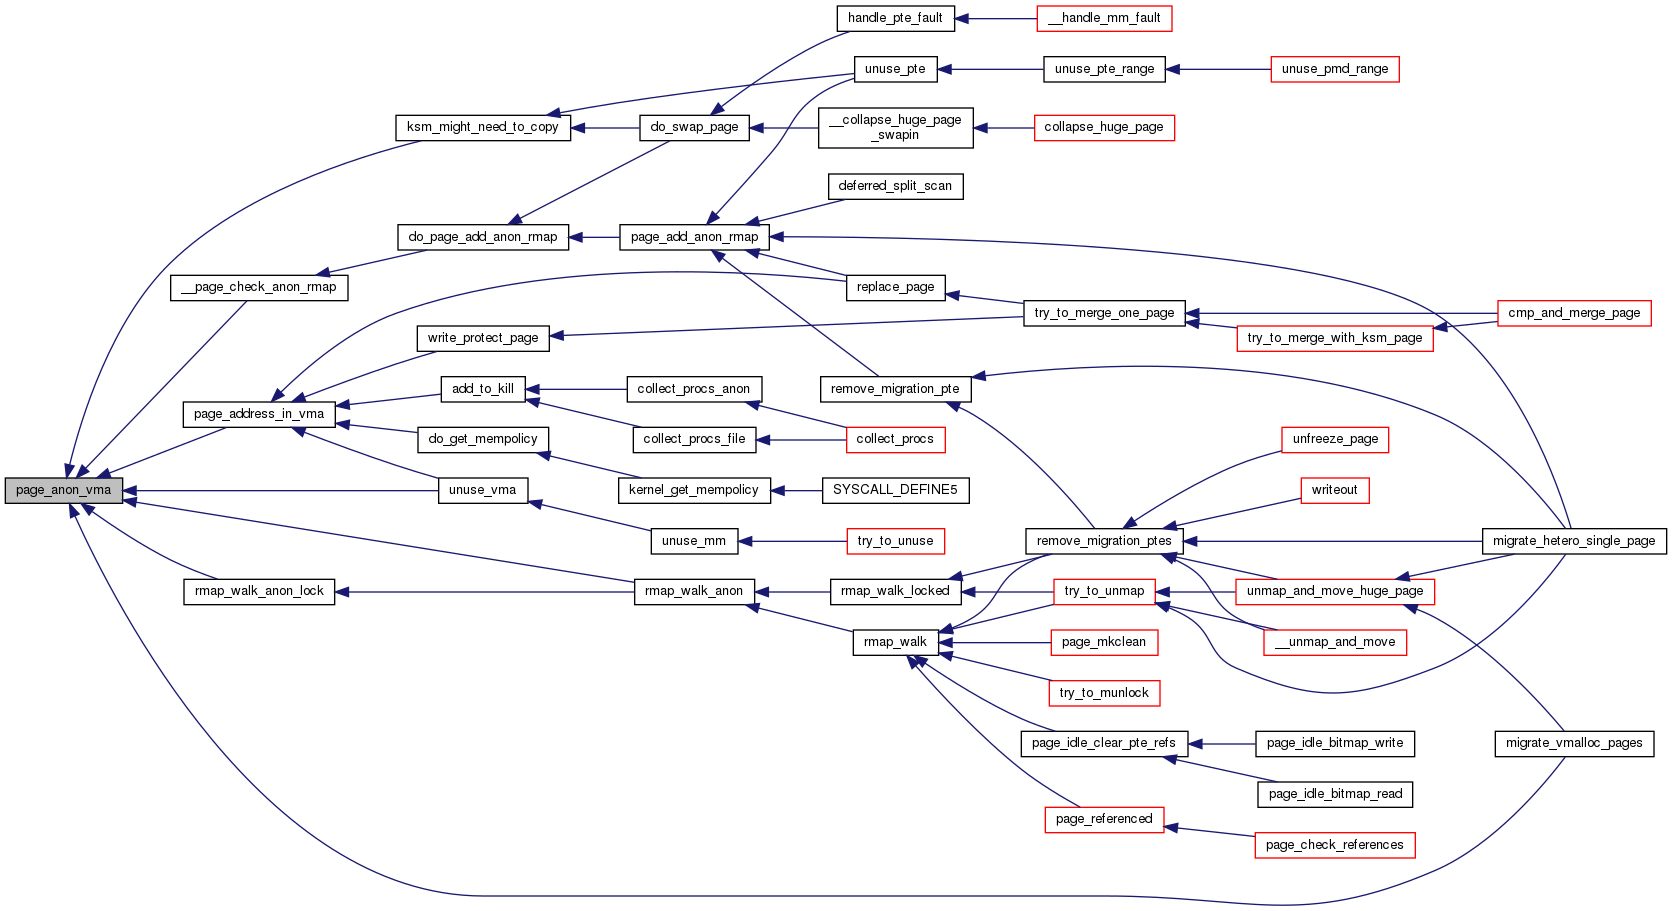 handle_pte_fault
__handle_mm_fault
unuse_pte
unuse_pte_range
unuse_pmd_range
ksm_might_need_to_copy
do_swap_page
__collapse_huge_page
_swapin
collapse_huge_page
deferred_split_scan
do_page_add_anon_rmap
page_add_anon_rmap
__page_check_anon_rmap
replace_page
try_to_merge_one_page
cmp_and_merge_page
write_protect_page
try_to_merge_with_ksm_page
add_to_kill
collect_procs_anon
remove_migration_pte
page_address_in_vma
do_get_mempolicy
collect_procs_file
collect_procs
unfreeze_page
page_anon_vma
unuse_vma
kernel_get_mempolicy
SYSCALL_DEFINE5
writeout
unuse_mm
try_to_unuse
remove_migration_ptes
migrate_hetero_single_page
rmap_walk_anon_lock
rmap_walk_anon
rmap_walk_locked
try_to_unmap
unmap_and_move_huge_page
rmap_walk
page_mkclean
__unmap_and_move
try_to_munlock
page_idle_clear_pte_refs
page_idle_bitmap_write
migrate_vmalloc_pages
page_idle_bitmap_read
page_referenced
page_check_references